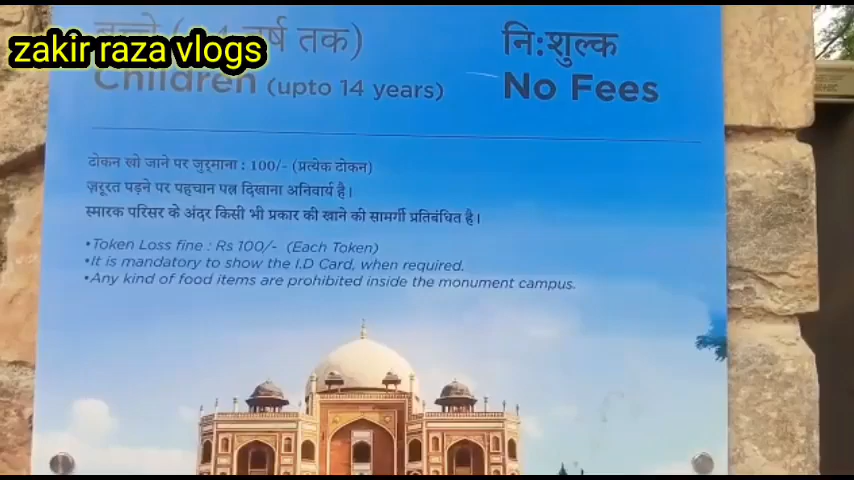 zakir raza vlogs
वर्ष तक)
नि:शुल्क
Children (upto 14 years)
No Fees
टोकन खो जाने पर जुर्माना : 100/- (प्रत्येक टोकन)
ज़रूरत पड़ने पर पहचान पत्र दिखाना अनिवार्य है।
स्मारक परिसर के अंदर किसी भी प्रकार की खाने की सामर्गी प्रतिबंधित है।
•Token Loss fine : Rs 100/- (Each Token)
•It is mandatory to show the I.D Card, when required.
•Any kind of food items are prohibited inside the monument campus.